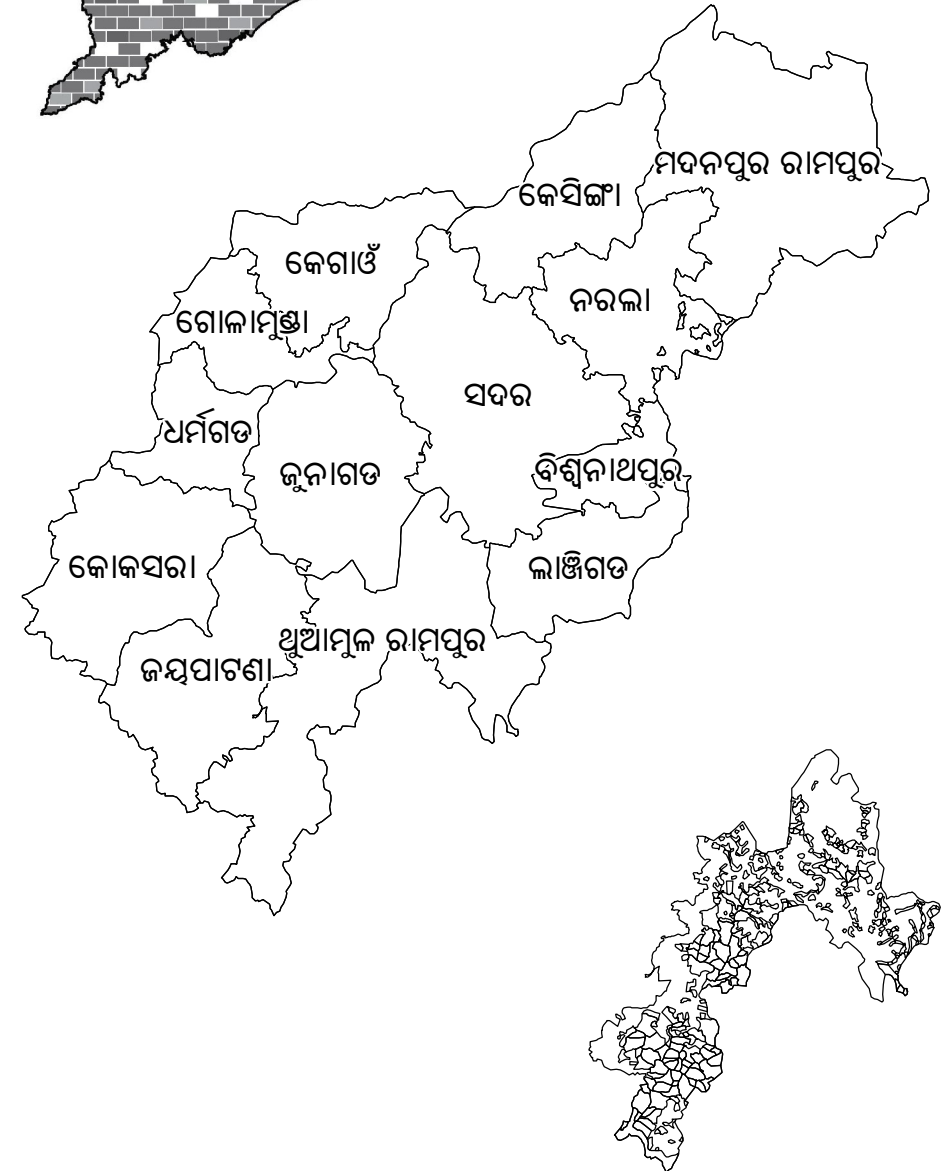 ମଦନପୁର ରାମପୁର
କେସିଙ୍ଗା
କେଗାଓଁ
ନରଲା
ଗୋଳାମୁଣ୍ଡା
ସଦର
ଧର୍ମଗଡ
ଜୁନାଗଡ
ବିଶ୍ୱନାଥପୁର
କୋକସରା
ଲାଞ୍ଜିଗଡ
ଥୁଆମୁଳ ରାମପୁର
ଜୟପାଟଣା